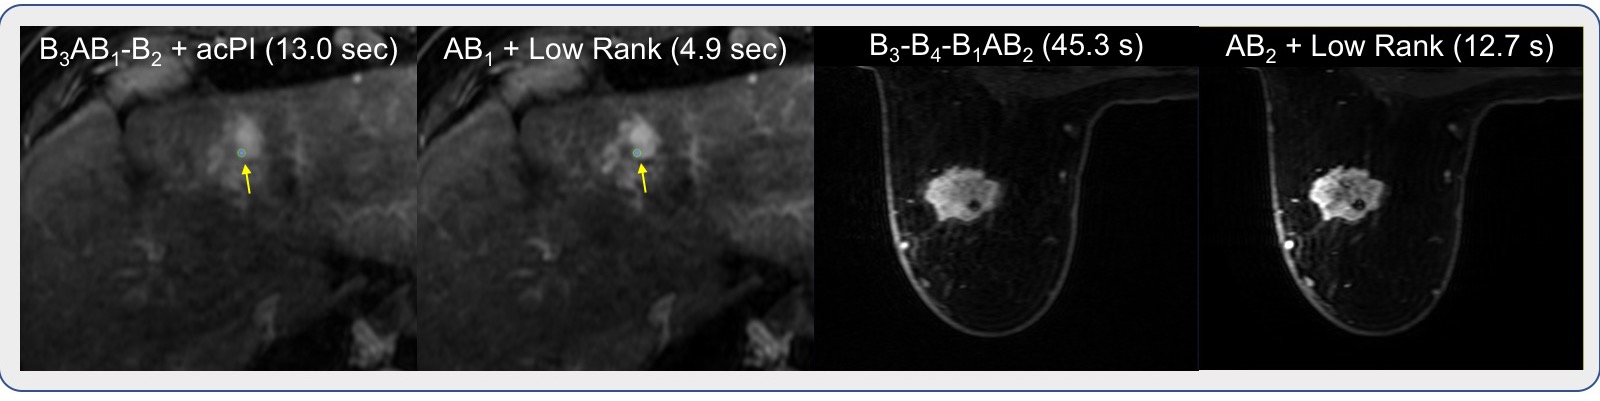 B₃AB₁-B₂ + acPI (13.0 sec)
AB₁ + Low Rank (4.9 sec)
B₃-B₄-B₁AB₂ (45.3 s)
AB₂ + Low Rank (12.7 s)